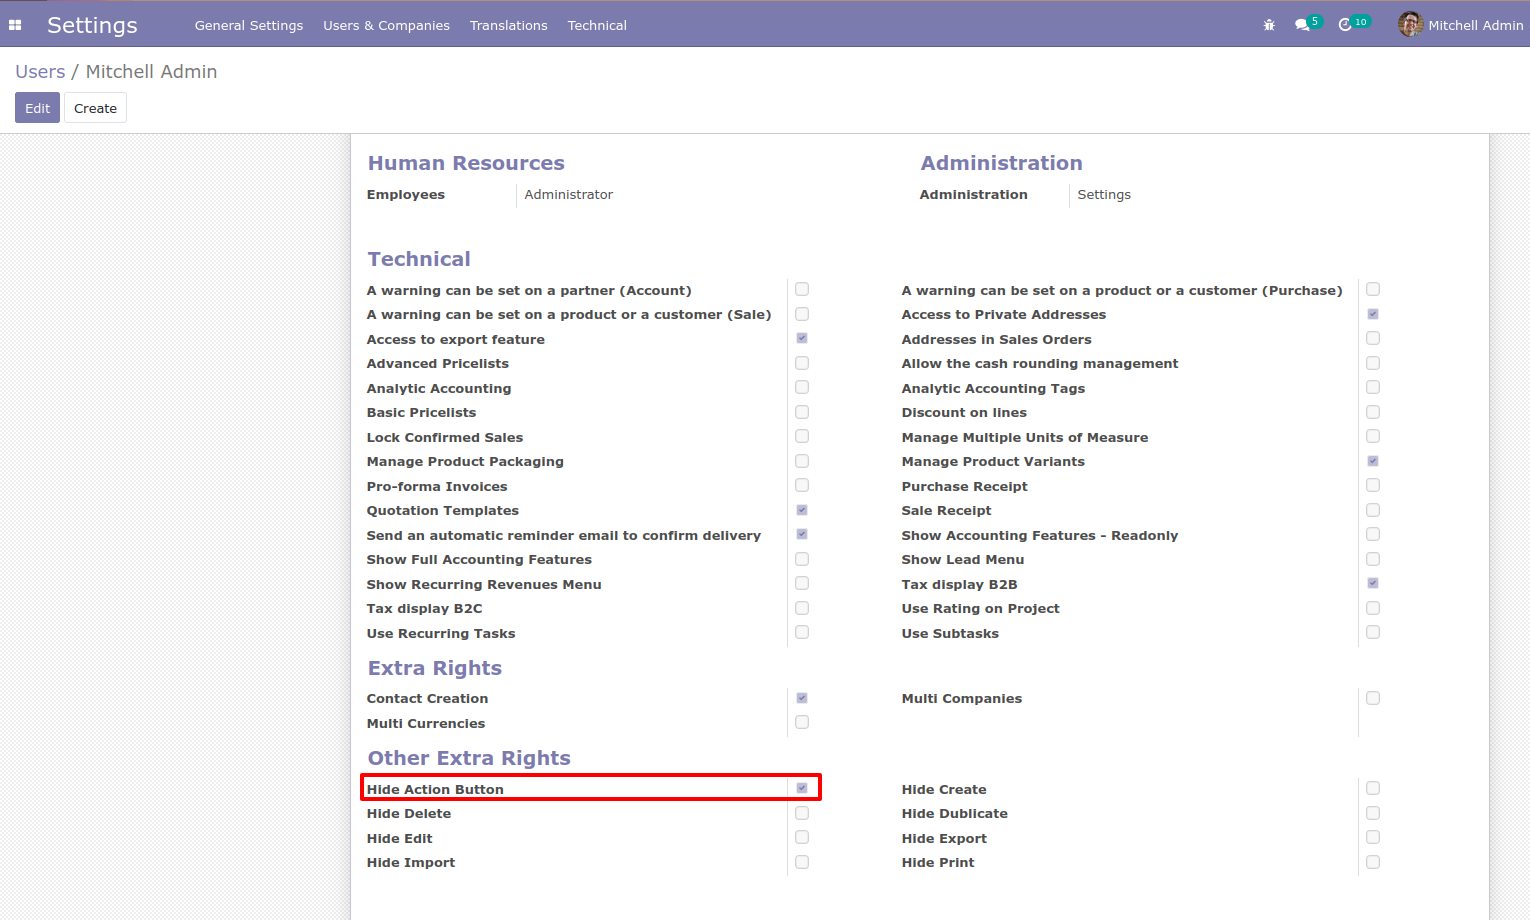 Settings General Settings Users & Companies Translations Technical 5 10 Mitchell Admin
Users / Mitchell Admin
Edit Create
Human Resources Administration
Employees Administrator Administration Settings
Technical
A warning can be set on a partner (Account) A warning can be set on a product or a customer (Purchase)
A warning can be set on a product or a customer (Sale) Access to Private Addresses
Access to export feature Addresses in Sales Orders
Advanced Pricelists Allow the cash rounding management
Analytic Accounting Analytic Accounting Tags
Basic Pricelists Discount on lines
Lock Confirmed Sales Manage Multiple Units of Measure
Manage Product Packaging Manage Product Variants
Pro-forma Invoices Purchase Receipt
Quotation Templates Sale Receipt
Send an automatic reminder email to confirm delivery Show Accounting Features - Readonly
Show Full Accounting Features Show Lead Menu
Show Recurring Revenues Menu Tax display B2B
Tax display B2C Use Rating on Project
Use Recurring Tasks Use Subtasks
Extra Rights
Contact Creation Multi Companies
Multi Currencies
Other Extra Rights
Hide Action Button Hide Create
Hide Delete Hide Dublicate
Hide Edit Hide Export
Hide Import Hide Print